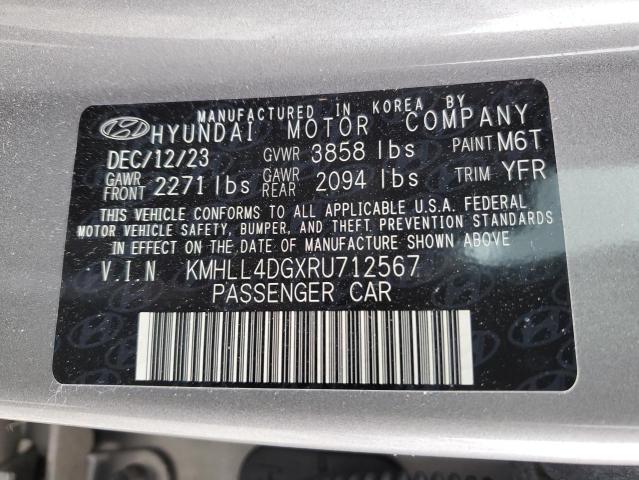 MANUFACTURED IN KOREA BY
HYUNDAI MOTOR COMPANY
DEC/12/23 GVWR 3858 lbs PAINT M6T
GAWR FRONT 2271 lbs GAWR REAR 2094 lbs TRIM YFR
THIS VEHICLE CONFORMS TO ALL APPLICABLE U.S.A. FEDERAL
MOTOR VEHICLE SAFETY, BUMPER, AND THEFT PREVENTION STANDARDS
IN EFFECT ON THE DATE OF MANUFACTURE SHOWN ABOVE.
V.I.N KMHLL4DGXRU712567
PASSENGER CAR